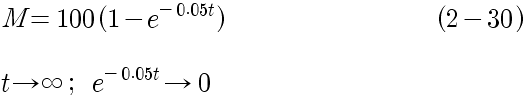 M= 100(1−e^{−0.05t}) (2−30)
t→∞; e^{−0.05t}→0